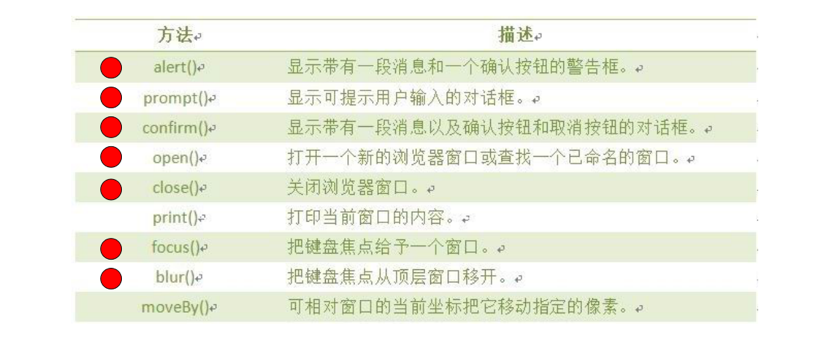 方法 描述
alert() 显示带有一段消息和一个确认按钮的警告框。
prompt() 显示可提示用户输入的对话框。
confirm() 显示带有一段消息以及确认按钮和取消按钮的对话框。
open() 打开一个新的浏览器窗口或查找一个已命名的窗口。
close() 关闭浏览器窗口。
print() 打印当前窗口的内容。
focus() 把键盘焦点给予一个窗口。
blur() 把键盘焦点从顶层窗口移开。
moveBy() 可相对窗口的当前坐标把它移动指定的像素。